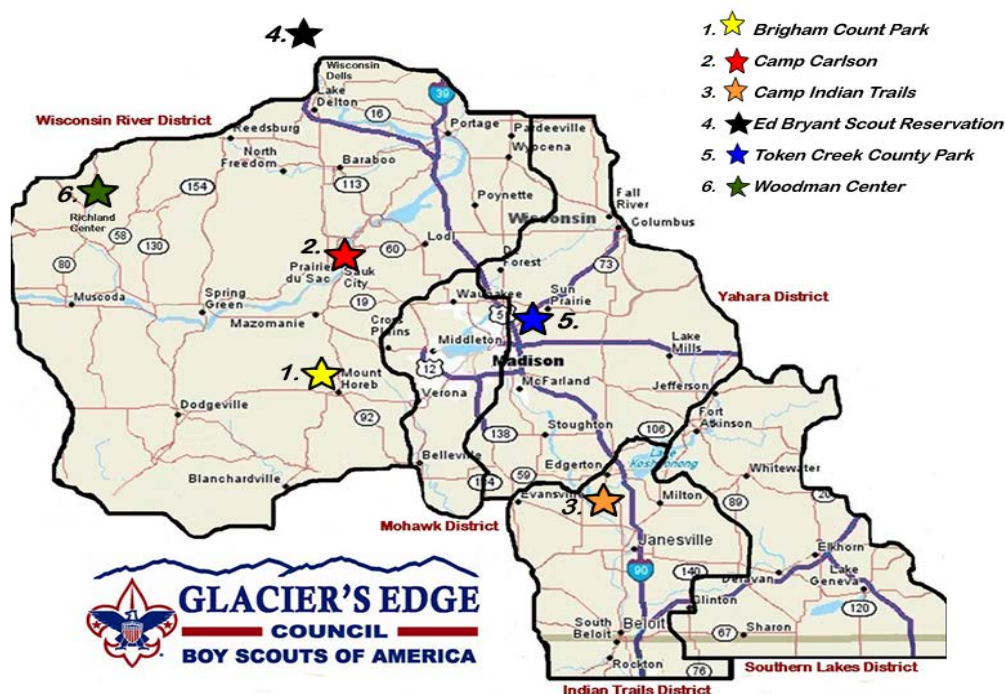 1. Brigham Count Park
2. Camp Carlson
3. Camp Indian Trails
4. Ed Bryant Scout Reservation
5. Token Creek County Park
6. Woodman Center
4.
Wisconsin
Dells
Lake
Delton
39
16
Wisconsin River District
Reedsburg
Portage
Pardeeville
North
Freedom
Baraboo
Wyocena
154
113
6.
Richland
Center
Poynette
Wisconsin
Fall
River
Columbus
58
130
2.
60
Lodi
80
Prairie
du Sac
Sauk
City
Forest
73
Muscoda
Spring
Green
19
Waunakee
Sun
Prairie
Yahara District
Mazomanie
Cross
Plains
5
5.
Middleton
Lake
Mills
Madison
1.
Mount
Horeb
12
McFarland
Verona
Jefferson
Dodgeville
92
Fort
Atkinson
138
Stoughton
106
Lake
Koshkonong
Belleville
Edgerton
Whitewater
Blanchardville
104
59
Evansville
3.
Milton
89
20
Mohawk District
Janesville
90
140
Elkhorn
Delavan
Lake
Geneva
Clinton
120
South
Beloit
Beloit
67
Sharon
Rockton
76
Southern Lakes District
Indian Trails District
GLACIER'S EDGE
COUNCIL
BOY SCOUTS OF AMERICA